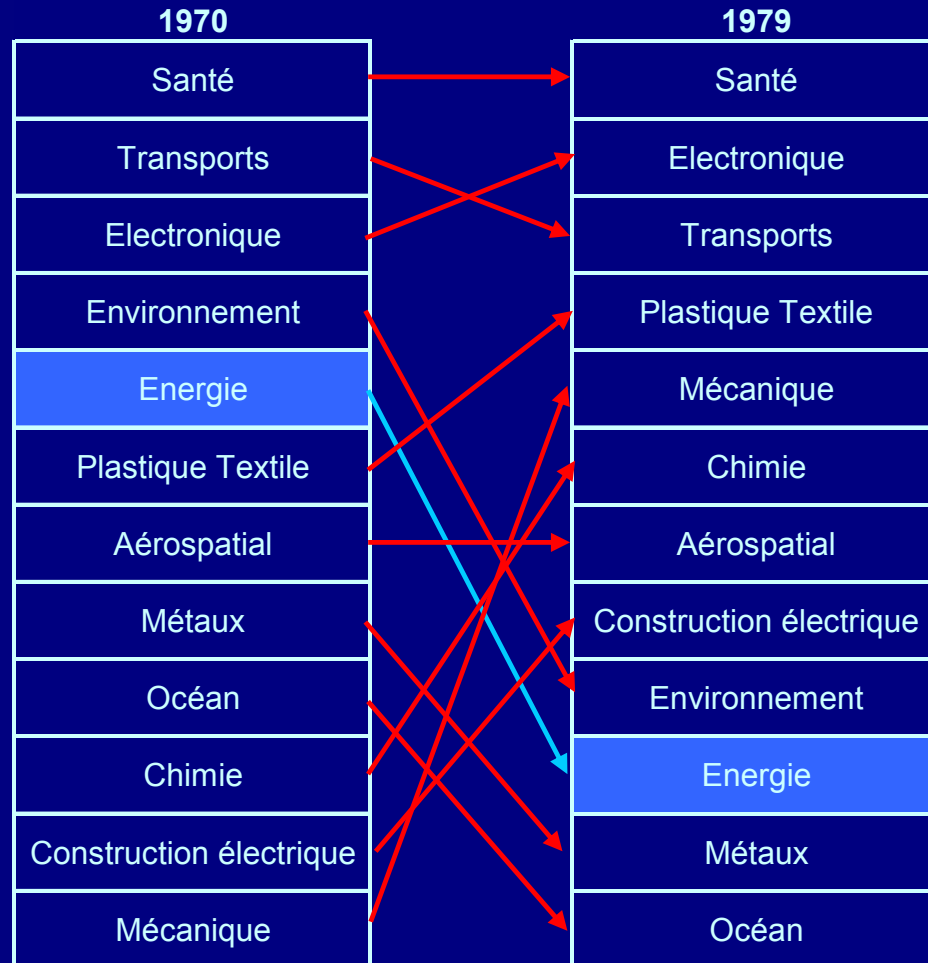 1970
Santé
Transports
Electronique
Environnement
Energie
Plastique Textile
Aérospatial
Métaux
Océan
Chimie
Construction électrique
Mécanique
1979
Santé
Electronique
Transports
Plastique Textile
Mécanique
Chimie
Aérospatial
Construction électrique
Environnement
Energie
Métaux
Océan